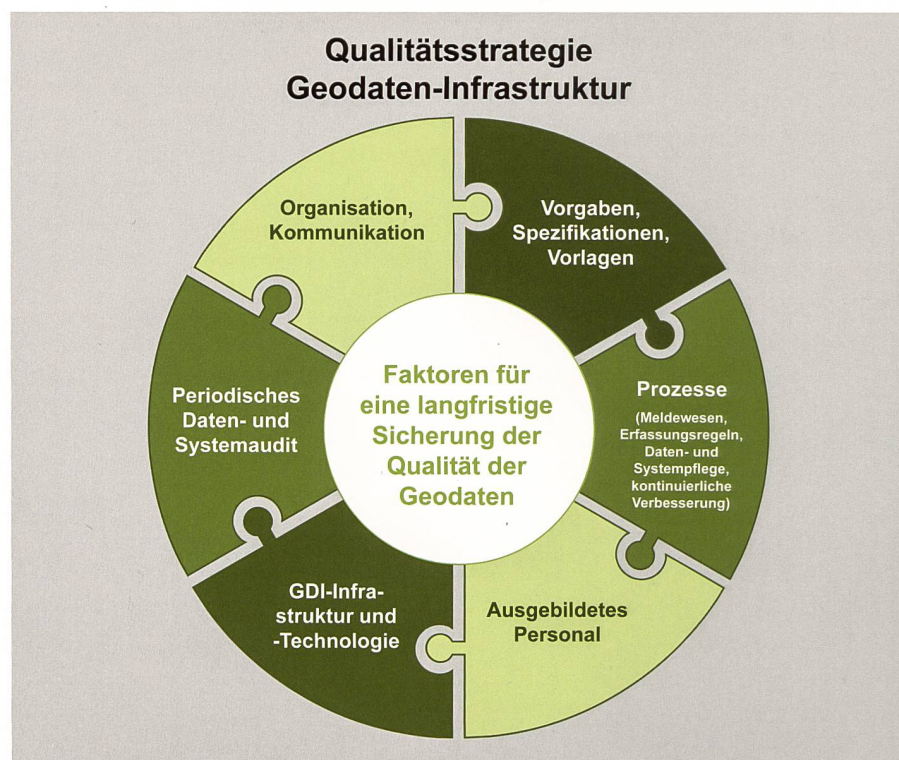 Qualitätsstrategie
Geodaten-Infrastruktur
Organisation,
Kommunikation
Vorgaben,
Spezifikationen,
Vorlagen
Periodisches
Daten- und
Systemaudit
Faktoren für
eine langfristige
Sicherung der
Qualität der
Geodaten
Prozesse
(Meldewesen,
Erfassungsregeln,
Daten- und
Systempflege,
kontinuierliche
Verbesserung)
GDI-Infra-
struktur und
-Technologie
Ausgebildetes
Personal